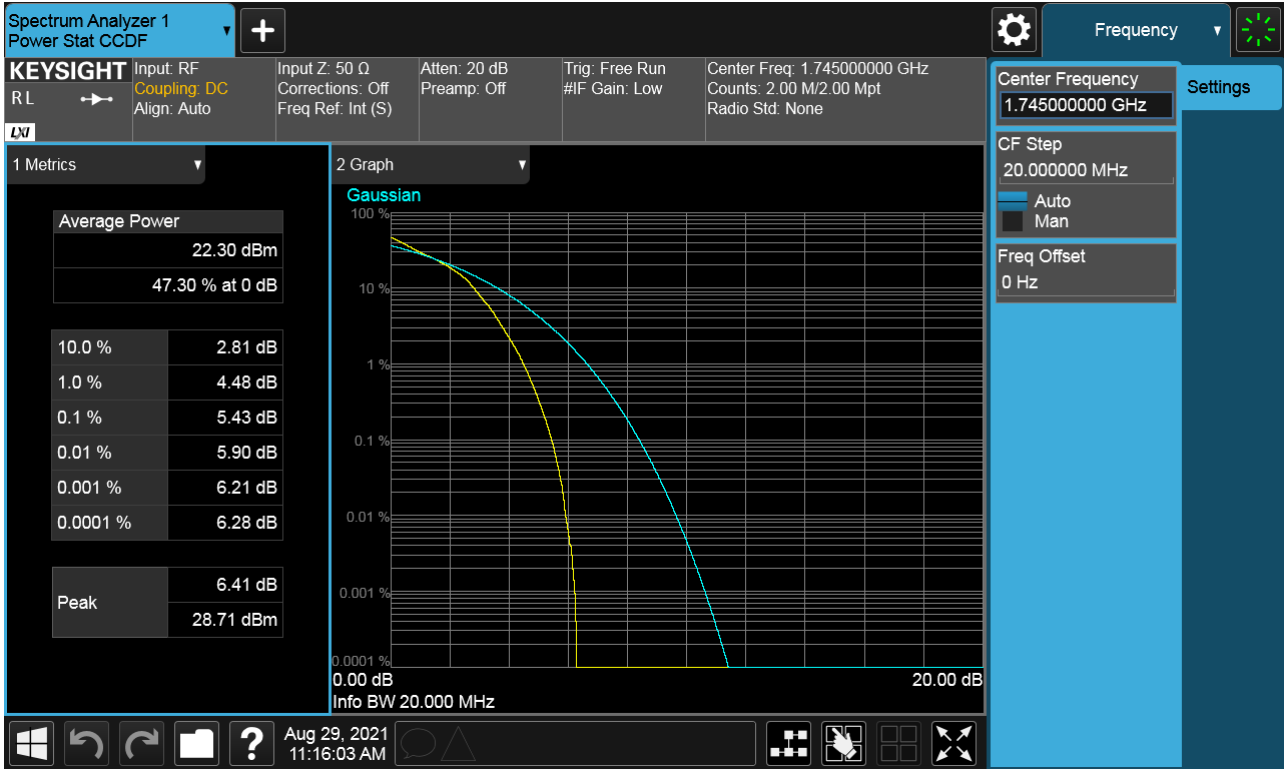 Spectrum Analyzer 1
Power Stat CCDF
Frequency
KEYSIGHT
R L
LXI
Input: RF
Coupling: DC
Align: Auto
Input Z: 50 Ω
Corrections: Off
Freq Ref: Int (S)
Atten: 20 dB
Preamp: Off
Trig: Free Run
#IF Gain: Low
Center Freq: 1.745000000 GHz
Counts: 2.00 M/2.00 Mpt
Radio Std: None
Center Frequency
1.745000000 GHz
Settings
CF Step
20.000000 MHz
Auto
Man
Freq Offset
0 Hz
1 Metrics
Average Power
22.30 dBm
47.30 % at 0 dB
10.0 % 2.81 dB
1.0 % 4.48 dB
0.1 % 5.43 dB
0.01 % 5.90 dB
0.001 % 6.21 dB
0.0001 % 6.28 dB
Peak
6.41 dB
28.71 dBm
2 Graph
Gaussian
100 %
10 %
1 %
0.1 %
0.01 %
0.001 %
0.0001 %
0.00 dB 20.00 dB
Info BW 20.000 MHz
?
Aug 29, 2021
11:16:03 AM